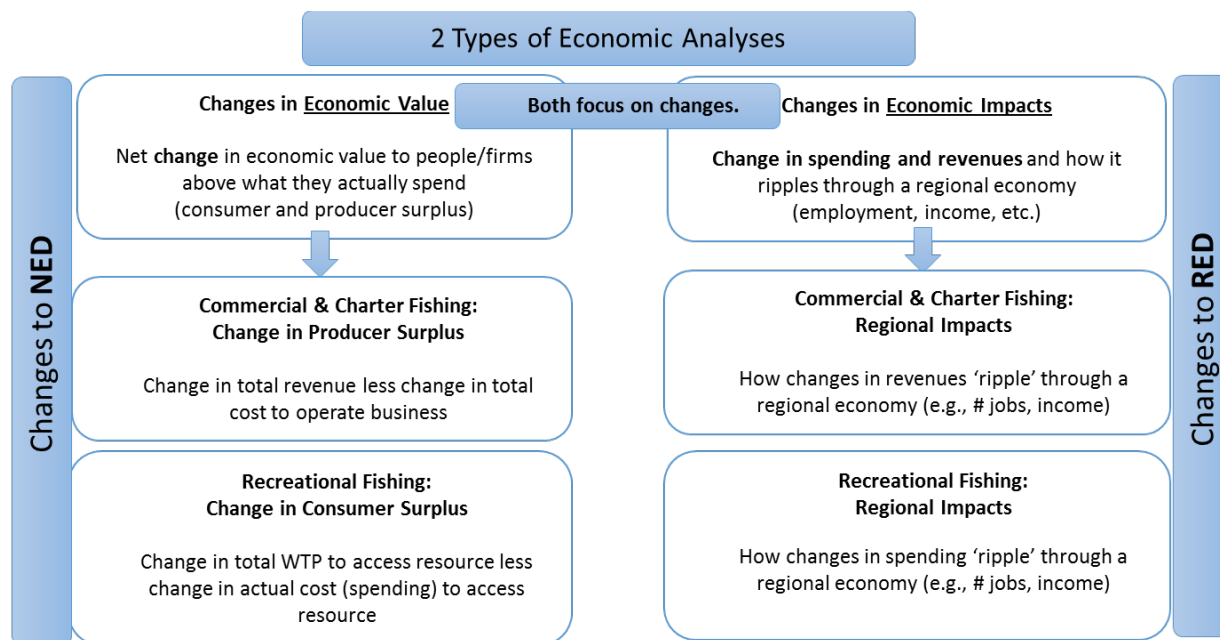 2 Types of Economic Analyses
Both focus on changes.
Changes to NED
Changes in Economic Value
Net change in economic value to people/firms
above what they actually spend
(consumer and producer surplus)
Commercial & Charter Fishing:
Change in Producer Surplus
Change in total revenue less change in total
cost to operate business
Recreational Fishing:
Change in Consumer Surplus
Change in total WTP to access resource less
change in actual cost (spending) to access
resource
Changes in Economic Impacts
Change in spending and revenues and how it
ripples through a regional economy
(employment, income, etc.)
Commercial & Charter Fishing:
Regional Impacts
How changes in revenues ‘ripple’ through a
regional economy (e.g., # jobs, income)
Recreational Fishing:
Regional Impacts
How changes in spending ‘ripple’ through a
regional economy (e.g., # jobs, income)
Changes to RED